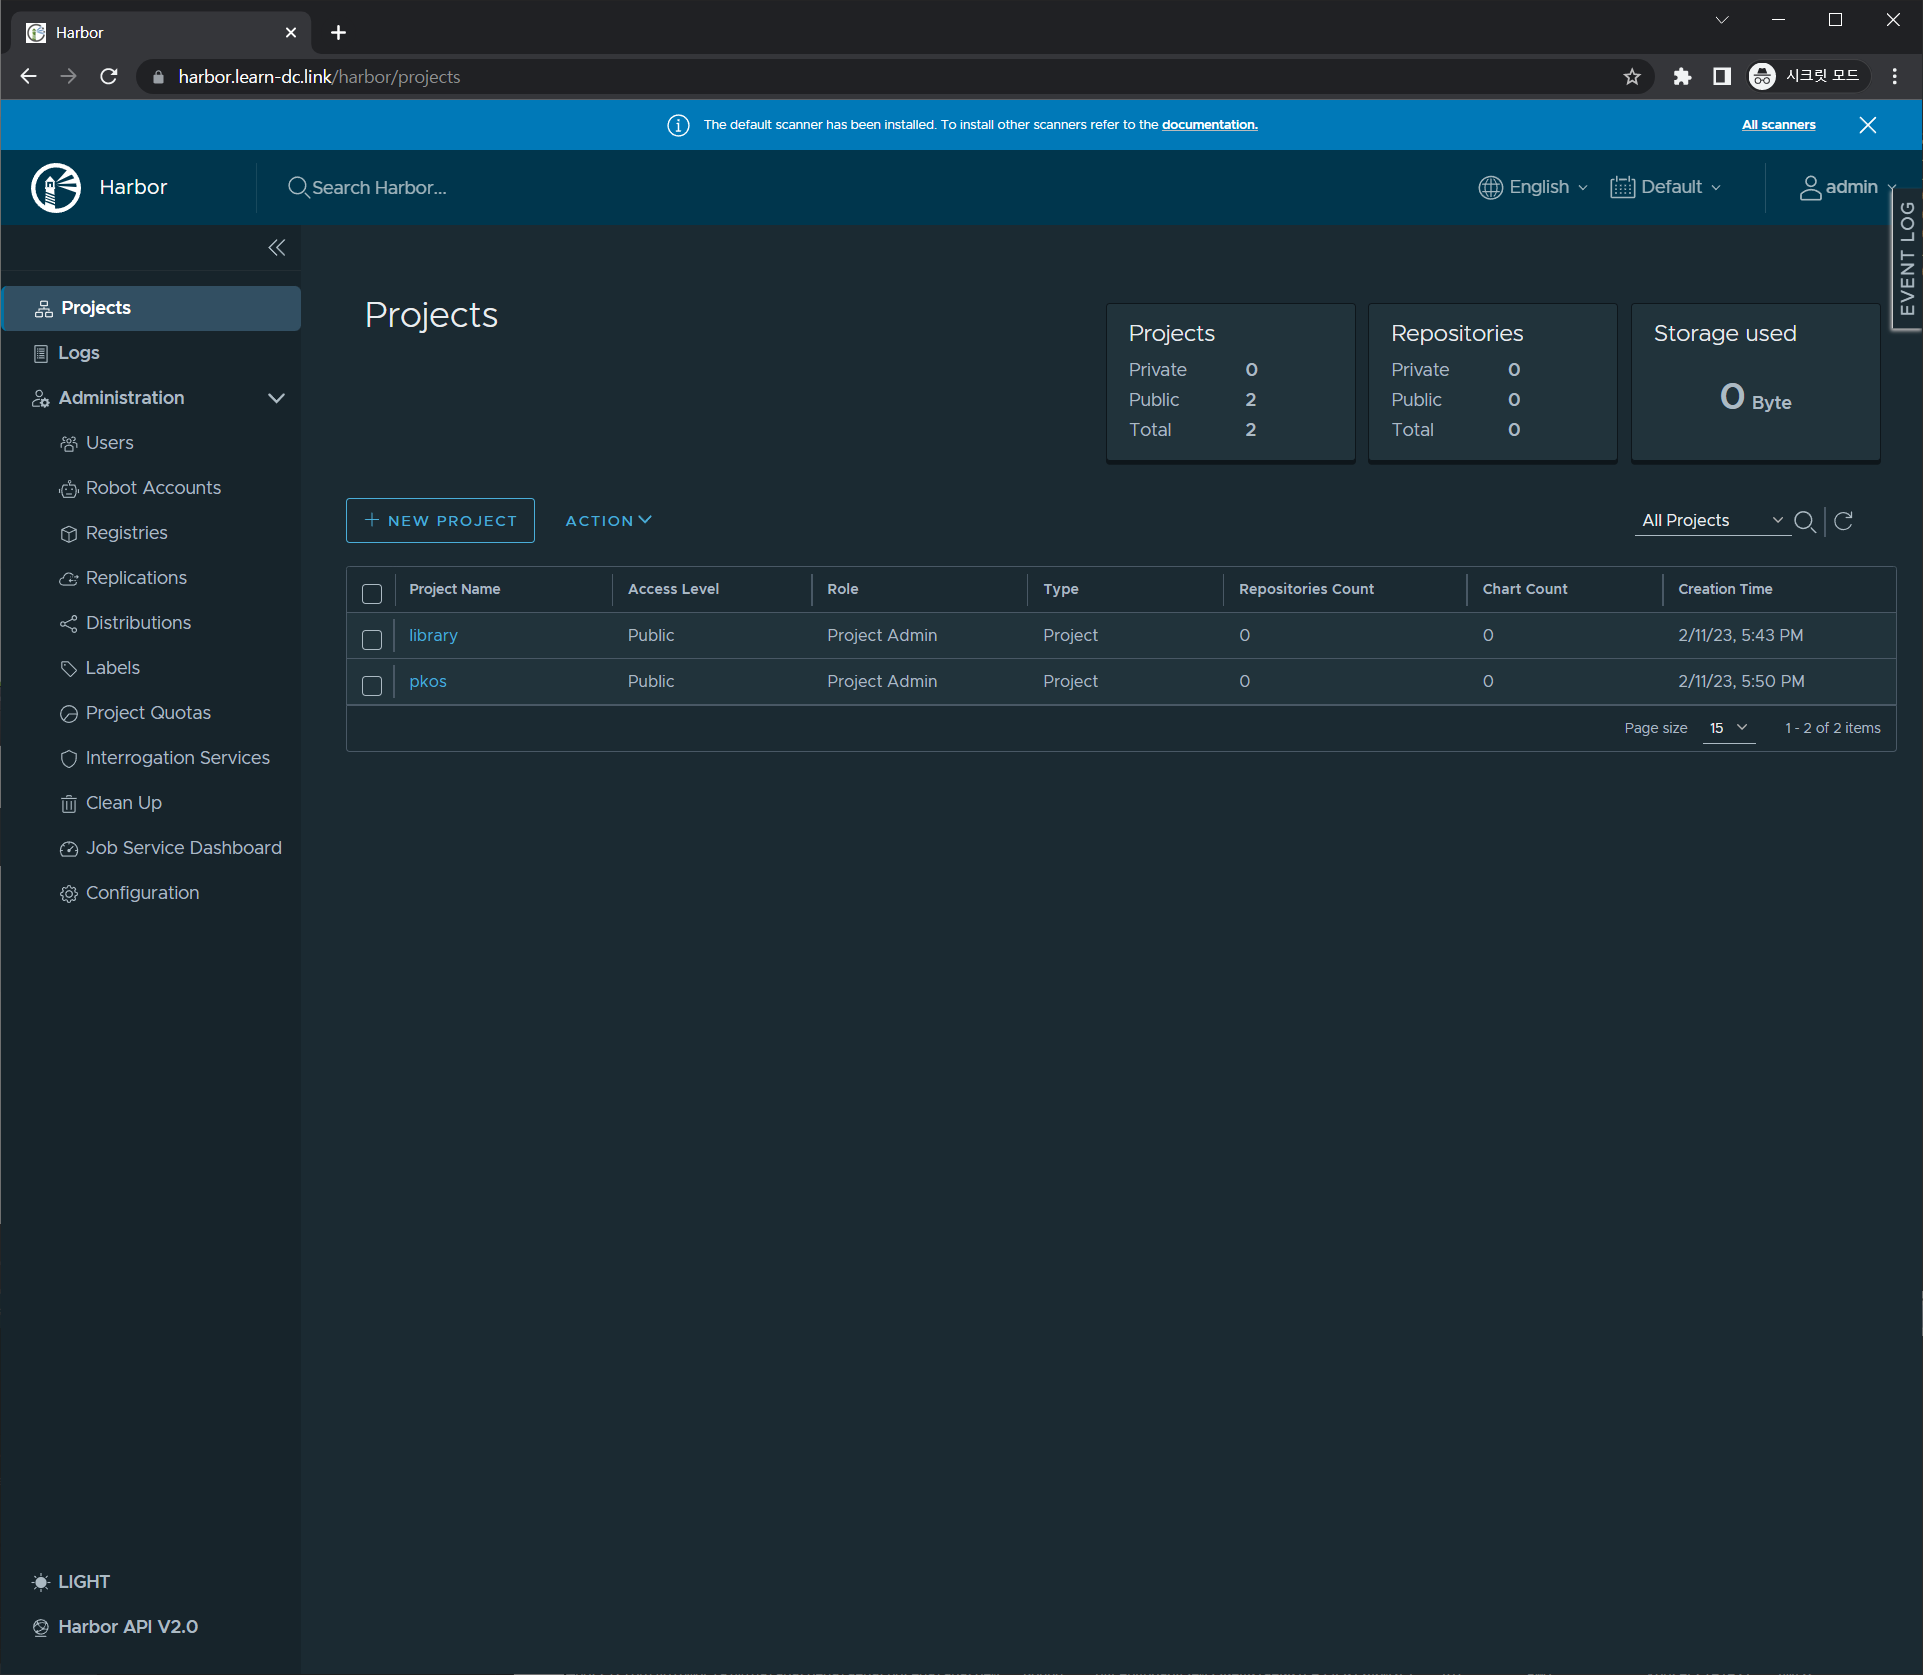 Harbor
harbor.learn-dc.link/harbor/projects
시크릿 모드
The default scanner has been installed. To install other scanners refer to the documentation.
All scanners
Harbor
Search Harbor...
English
Default
admin
EVENT LOG
Projects
Logs
Administration
Users
Robot Accounts
Registries
Replications
Distributions
Labels
Project Quotas
Interrogation Services
Clean Up
Job Service Dashboard
Configuration
LIGHT
Harbor API V2.0
Projects
Projects
Private 0
Public 2
Total 2
Repositories
Private 0
Public 0
Total 0
Storage used
0 Byte
+ NEW PROJECT
ACTION
All Projects
Project Name Access Level Role Type Repositories Count Chart Count Creation Time
library Public Project Admin Project 0 0 2/11/23, 5:43 PM
pkos Public Project Admin Project 0 0 2/11/23, 5:50 PM
Page size 15 1 - 2 of 2 items